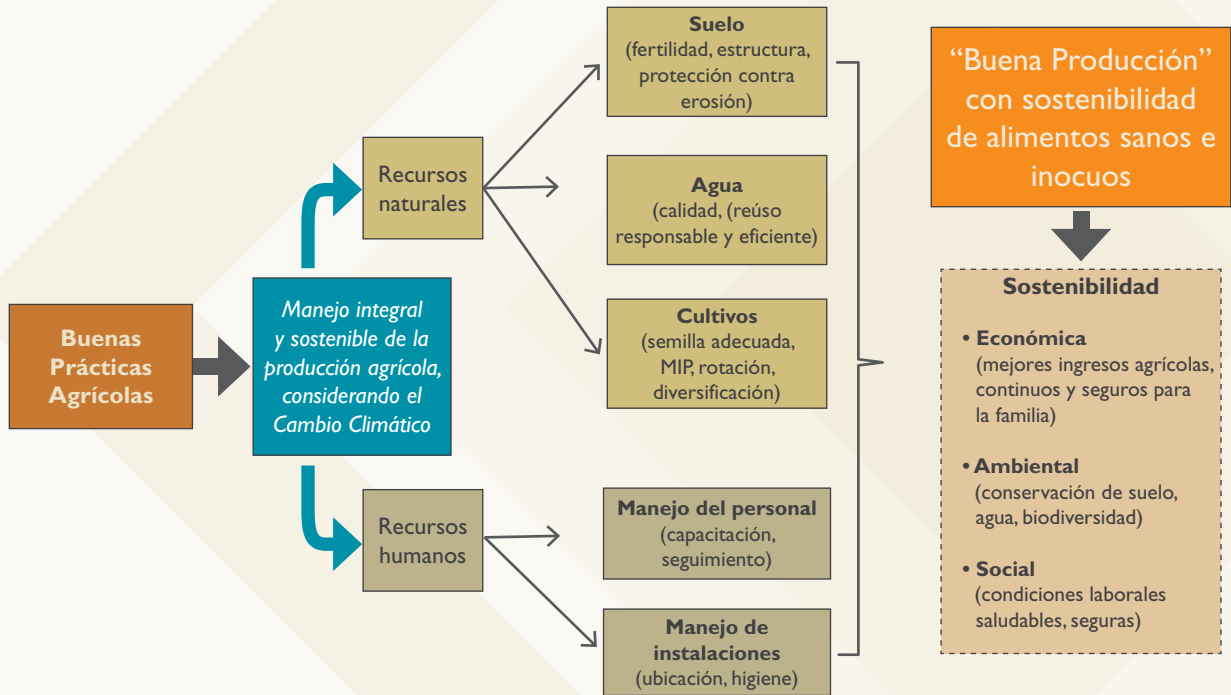 Buenas
Prácticas
Agrícolas
Manejo integral
y sostenible de la
producción agrícola,
considerando el
Cambio Climático
Recursos
naturales
Recursos
humanos
Suelo
(fertilidad, estructura,
protección contra
erosión)
Agua
(calidad, (reúso
responsable y eficiente)
Cultivos
(semilla adecuada,
MIP, rotación,
diversificación)
Manejo del personal
(capacitación,
seguimiento)
Manejo de
instalaciones
(ubicación, higiene)
“Buena Producción”
con sostenibilidad
de alimentos sanos e
inocuos
Sostenibilidad
• Económica
(mejores ingresos agrícolas,
continuos y seguros para
la familia)
• Ambiental
(conservación de suelo,
agua, biodiversidad)
• Social
(condiciones laborales
saludables, seguras)